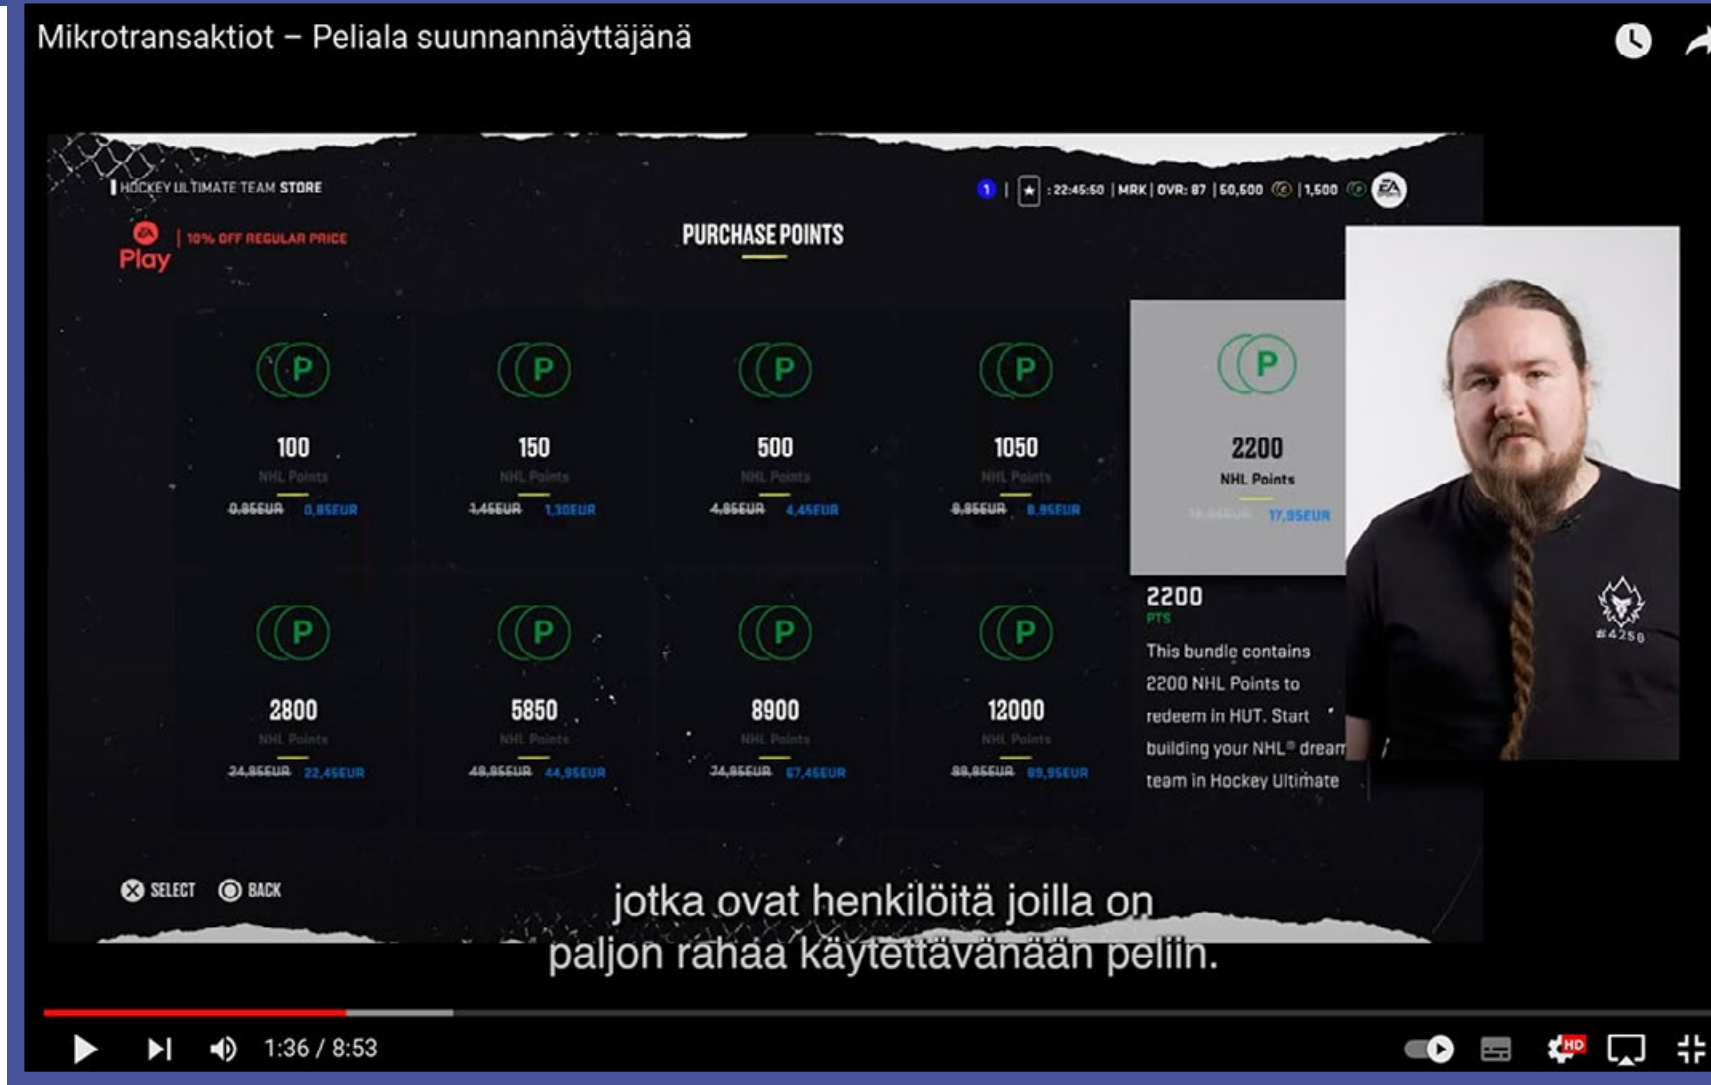 Mikrotransaktiot – Peliala suunnannäyttäjänä
HOCKEY ULTIMATE TEAM STORE
1 | : 22:45:50 | MRK | OVR: 87 | 50,500 | 1,500
EA SPORTS
EA Play | 10% OFF REGULAR PRICE
PURCHASE POINTS
P P P P P
100 150 500 1050 2200
NHL Points NHL Points NHL Points NHL Points NHL Points
0,85EUR 1,45EUR 1,30EUR 4,95EUR 4,45EUR 8.95EUR 17,95EUR
P P P P
2800 5850 8900 12000
NHL Points NHL Points NHL Points NHL Points
24,95EUR 22,45EUR 49,95EUR 44,95EUR 74,95EUR 67,45EUR 89,95EUR
2200
PTS
This bundle contains
2200 NHL Points to
redeem in HUT. Start
building your NHL® dream
team in Hockey Ultimate
#4256
SELECT BACK
jotka ovat henkilöitä joilla on
paljon rahaa käytettävänään peliin.
1:36 / 8:53
HD